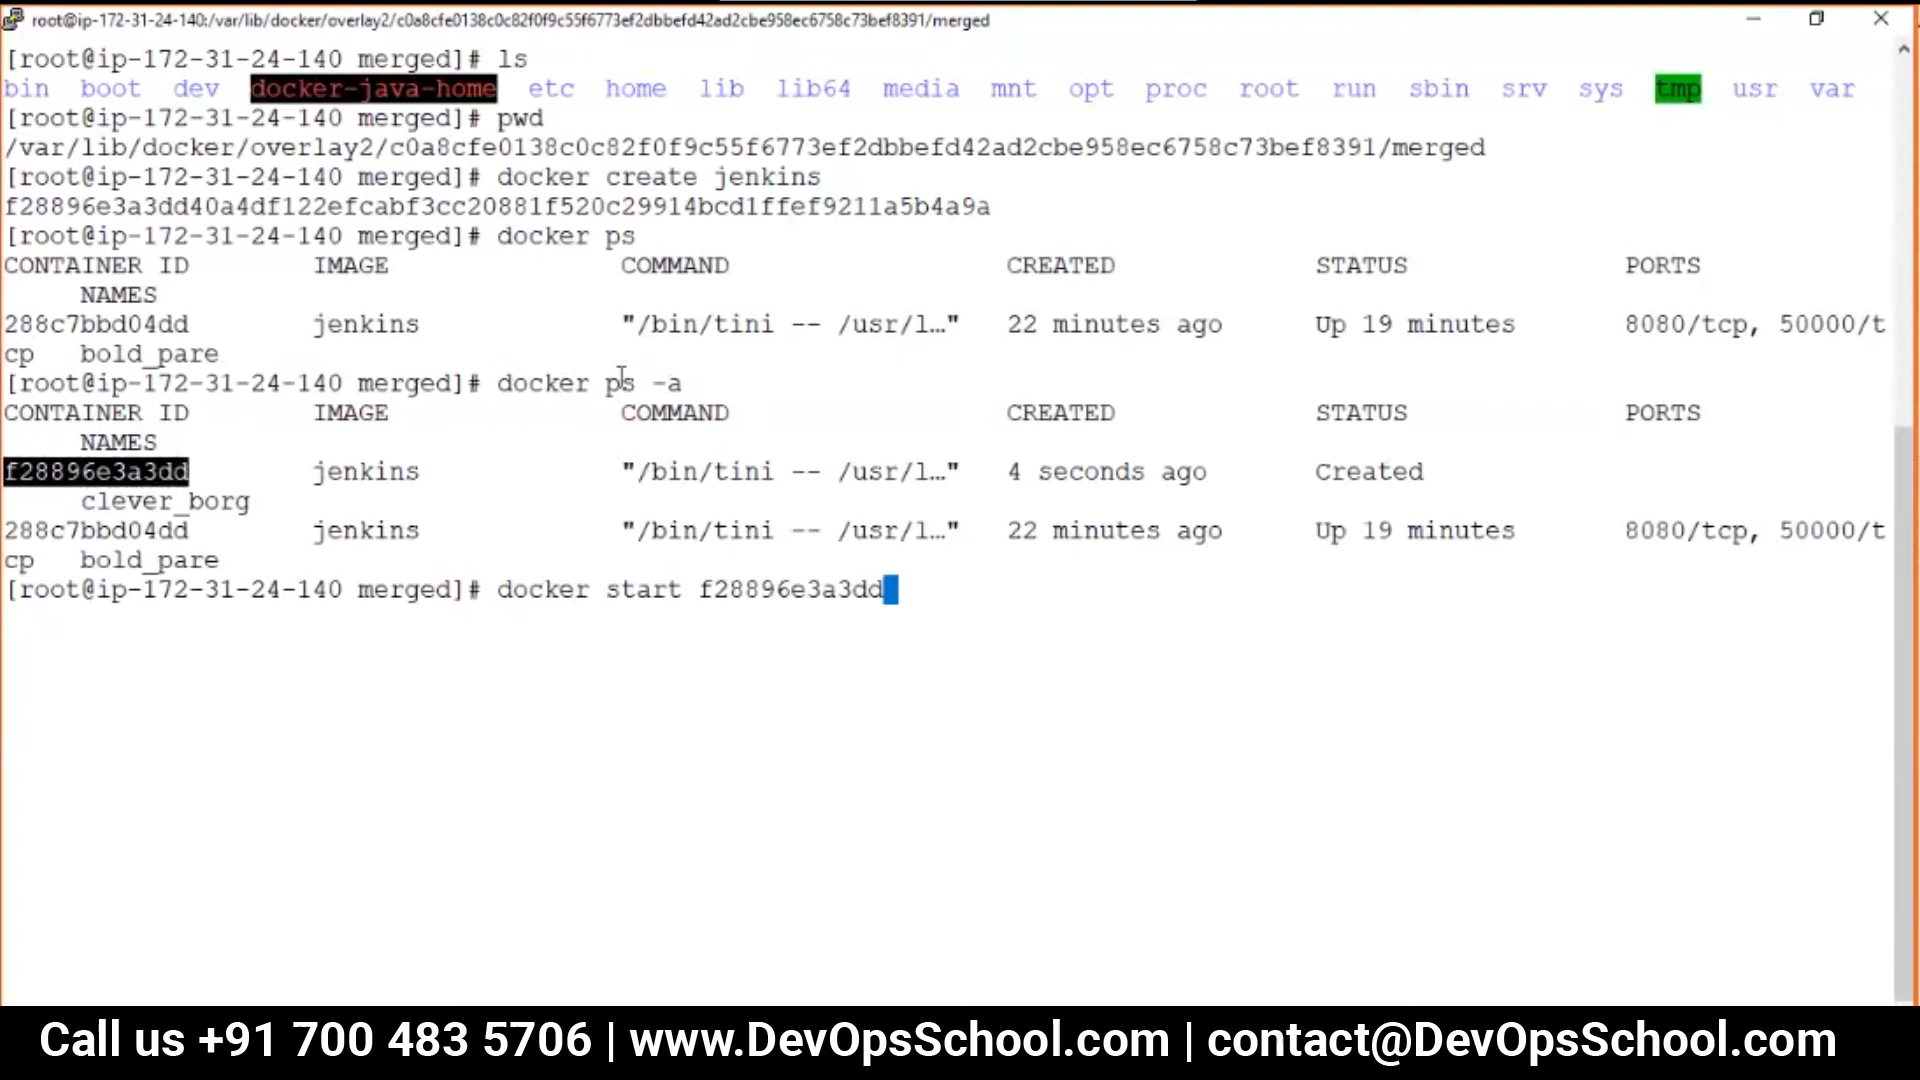 root@ip-172-31-24-140:/var/lib/docker/overlay2/c0a8cfe0138c0c82f0f9c55f6773ef2dbbefd42ad2cbe958ec6758c73bef8391/merged
[root@ip-172-31-24-140 merged]# ls
bin boot dev docker-java-home etc home lib lib64 media mnt opt proc root run sbin srv sys tmp usr var
[root@ip-172-31-24-140 merged]# pwd
/var/lib/docker/overlay2/c0a8cfe0138c0c82f0f9c55f6773ef2dbbefd42ad2cbe958ec6758c73bef8391/merged
[root@ip-172-31-24-140 merged]# docker create jenkins
f28896e3a3dd40a4df122efcabf3cc20881f520c29914bcd1ffef9211a5b4a9a
[root@ip-172-31-24-140 merged]# docker ps
CONTAINER ID IMAGE COMMAND CREATED STATUS PORTS
NAMES
288c7bbd04dd jenkins "/bin/tini -- /usr/l…" 22 minutes ago Up 19 minutes 8080/tcp, 50000/t
cp bold_pare
[root@ip-172-31-24-140 merged]# docker ps -a
CONTAINER ID IMAGE COMMAND CREATED STATUS PORTS
NAMES
f28896e3a3dd jenkins "/bin/tini -- /usr/l…" 4 seconds ago Created
clever_borg
288c7bbd04dd jenkins "/bin/tini -- /usr/l…" 22 minutes ago Up 19 minutes 8080/tcp, 50000/t
cp bold_pare
[root@ip-172-31-24-140 merged]# docker start f28896e3a3dd
Call us +91 700 483 5706 | www.DevOpsSchool.com | contact@DevOpsSchool.com